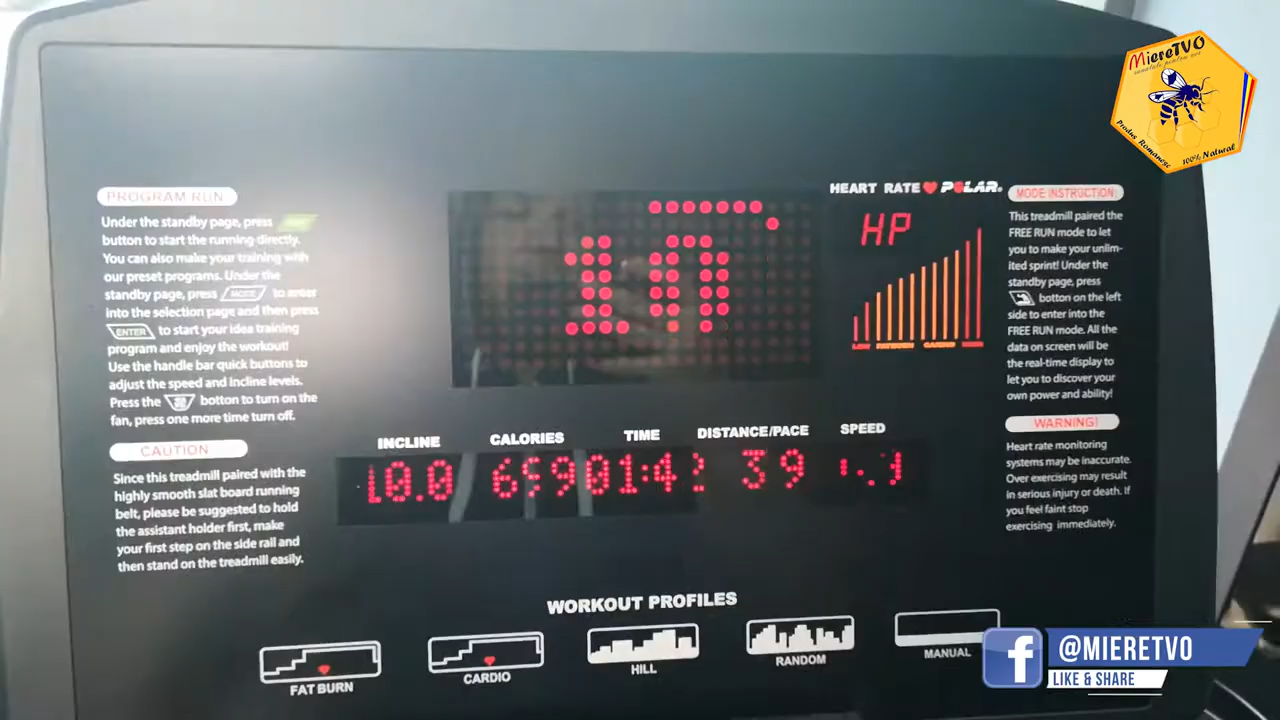 MiereTVO
sanatate pentru voi
Produs Romanesc
100% Natural
PROGRAM RUN
Under the standby page, press
button to start the running directly.
You can also make your training with
our preset programs. Under the
standby page, press MODE to enter
into the selection page and then press
ENTER to start your idea training
program and enjoy the workout!
Use the handle bar quick buttons to
adjust the speed and incline levels.
Press the botton to turn on the
fan, press one more time turn off.
CAUTION
Since this treadmill paired with the
highly smooth slat board running
belt, please be suggested to hold
the assistant holder first, make
your first step on the side rail and
then stand on the treadmill easily.
HEART RATE POLAR®
HP
MODE INSTRUCTION
This treadmill paired the
FREE RUN mode to let
you to make your unlim-
ited sprint! Under the
standby page, press
botton on the left
side to enter into the
FREE RUN mode. All the
data on screen will be
the real-time display to
let you to discover your
own power and ability!
WARNING!
Heart rate monitoring
systems may be inaccurate.
Over exercising may result
in serious injury or death. If
you feel faint stop
exercising immediately.
INCLINE CALORIES TIME DISTANCE/PACE SPEED
10.0 39
WORKOUT PROFILES
FAT BURN
CARDIO
HILL
RANDOM
MANUAL
@MIERETVO
LIKE & SHARE